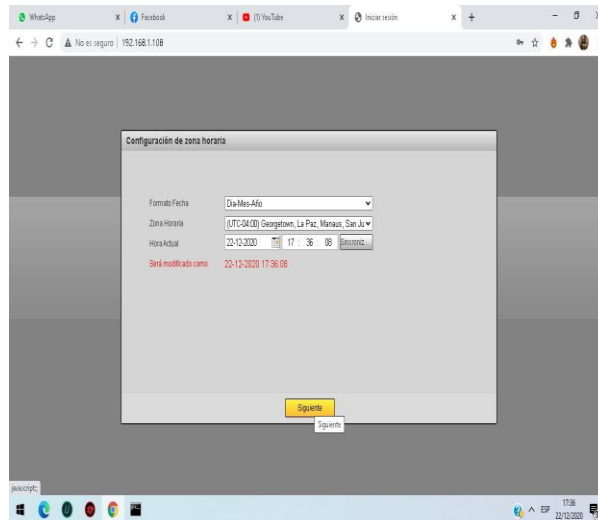 WhatsApp
Facebook
(1) YouTube
Iniciar sesión
No es seguro | 192.168.1.108
Configuración de zona horaria
Formato Fecha Dia-Mes-Año
Zona Horaria (UTC-04:00) Georgetown, La Paz, Manaus, San Ju
Hora Actual 22-12-2020 17 : 36 : 08 Sincroniz...
Será modificado como 22-12-2020 17:36:08
Siguiente
Siguiente
javascript:;
ESP
17:36
22/12/2020